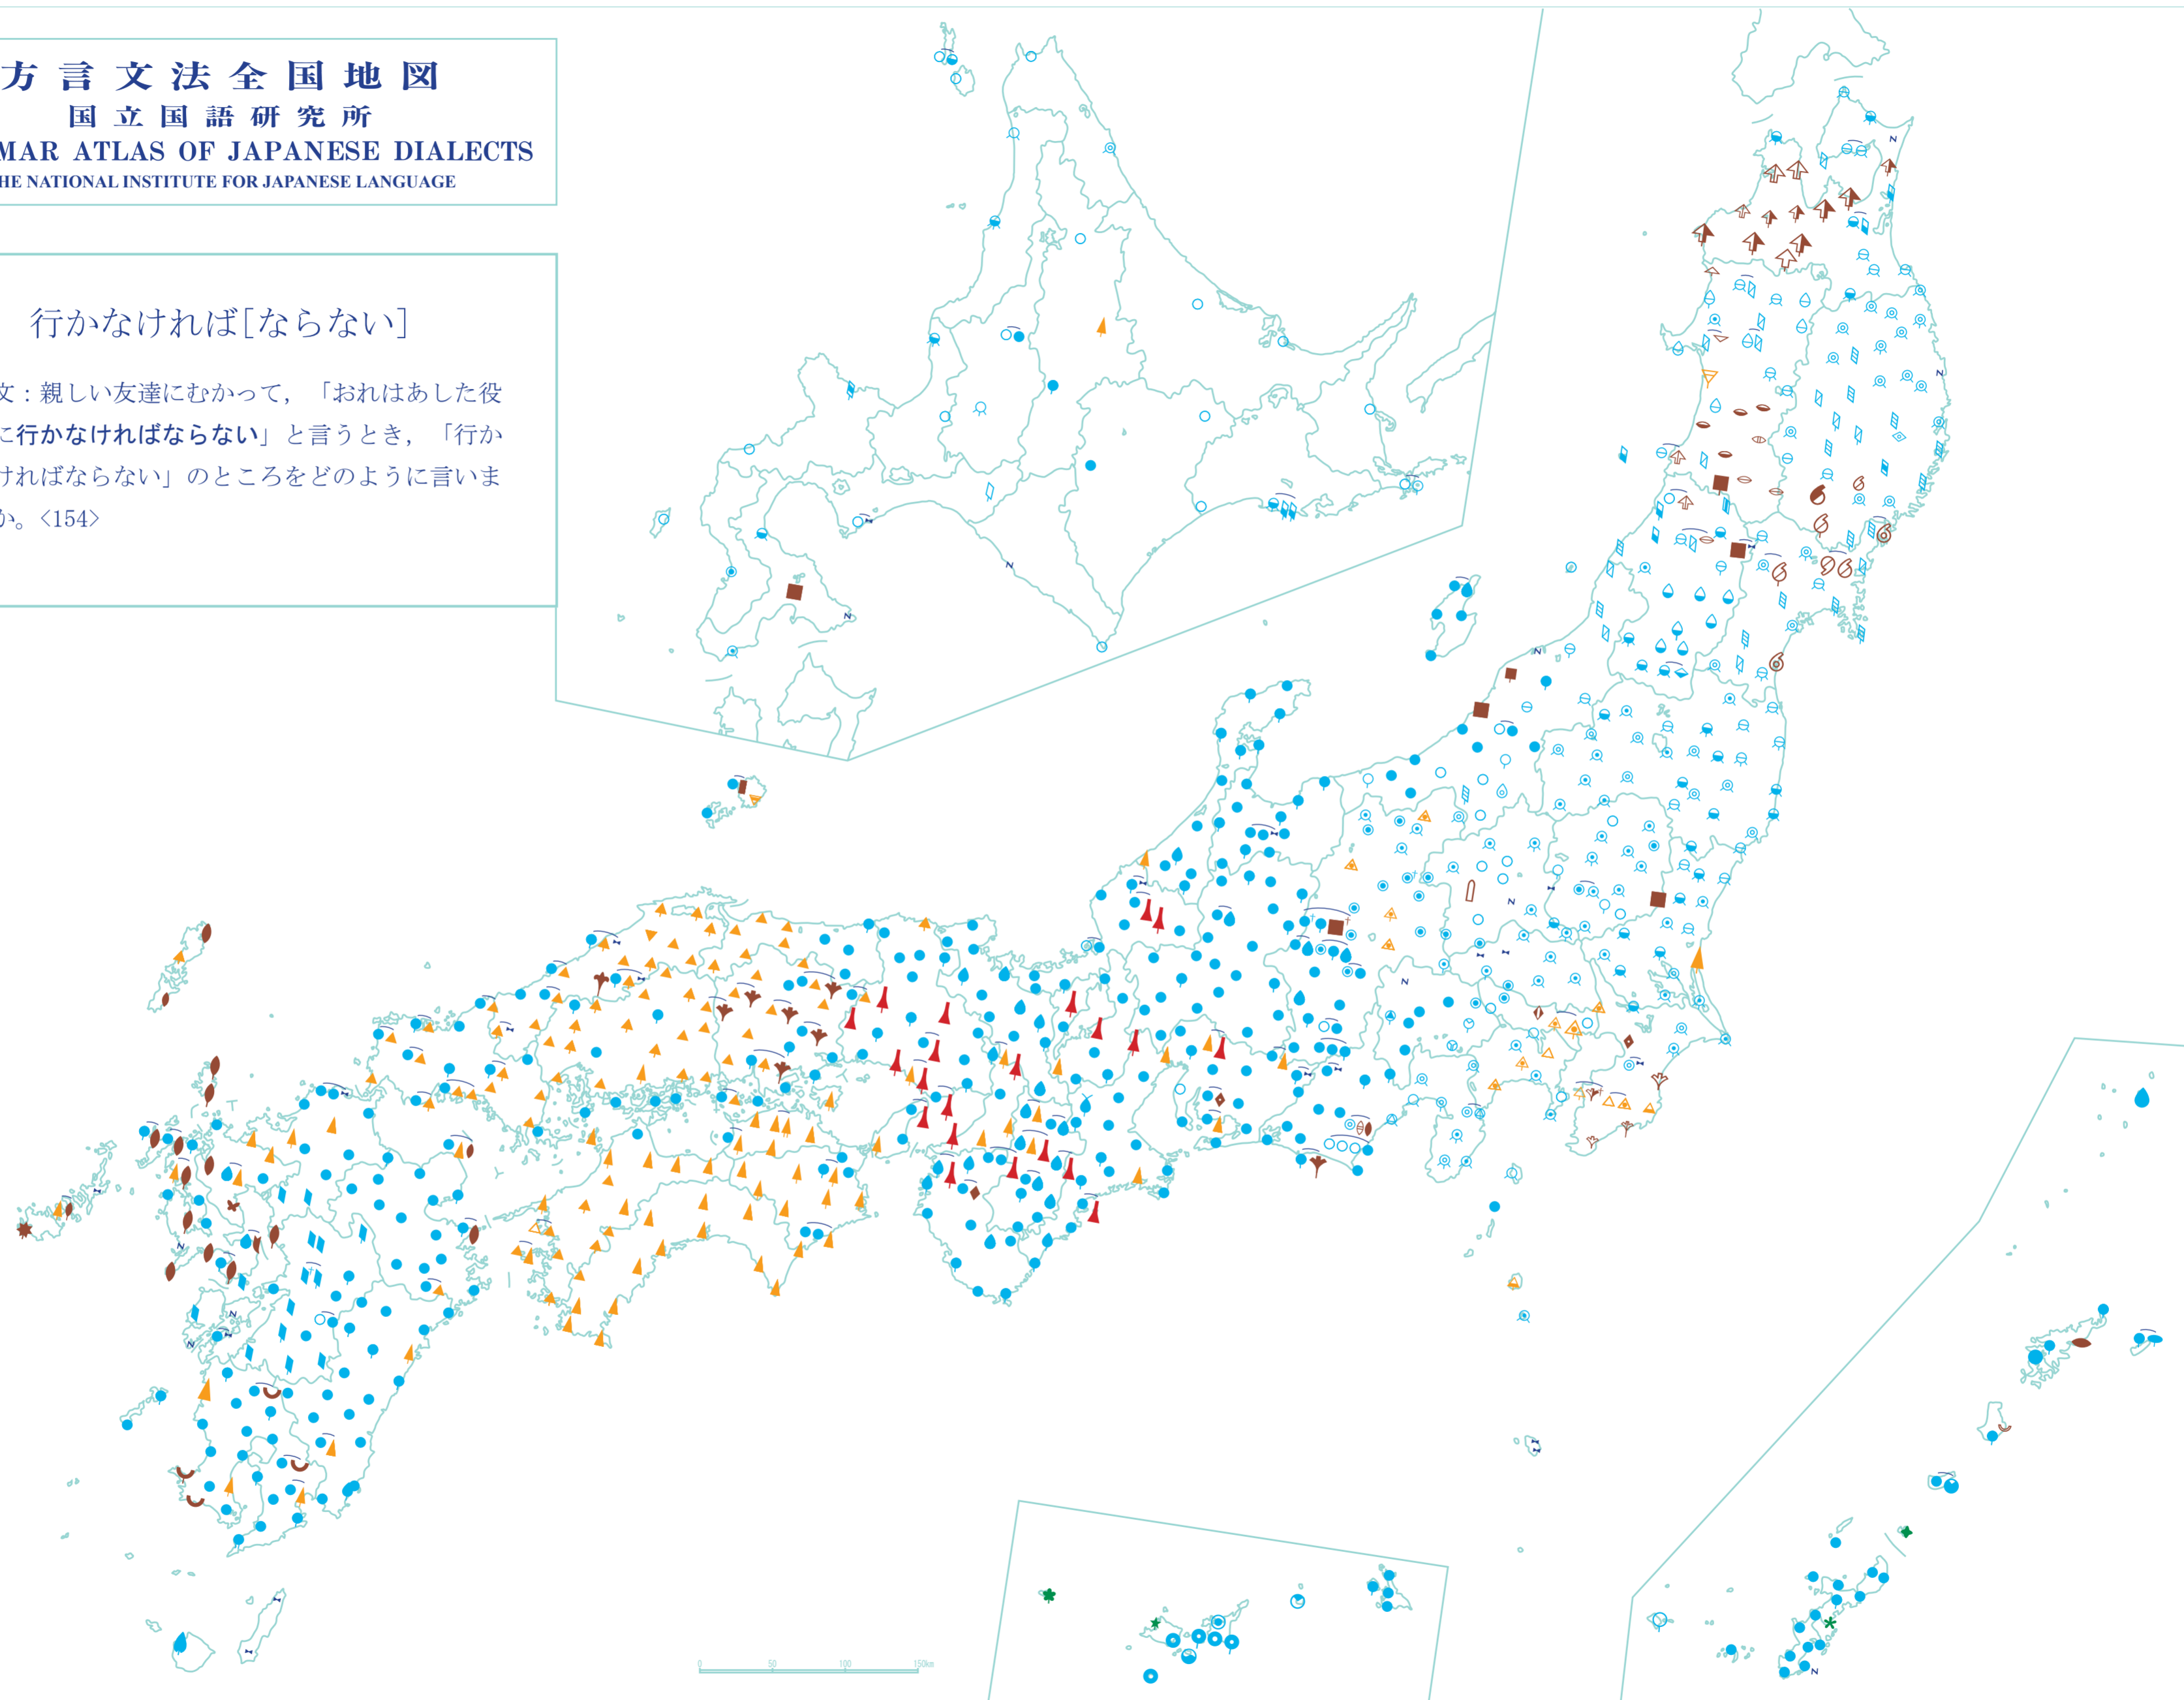 方言文法全国地図
国立国語研究所
MAR ATLAS OF JAPANESE DIALECTS
HE NATIONAL INSTITUTE FOR JAPANESE LANGUAGE
行かなければ[ならない]
文：親しい友達にむかって，「おれはあした役
に行かなければならない」と言うとき，「行か
ければならない」のところをどのように言いま
か。<154>
0 50 100 150km